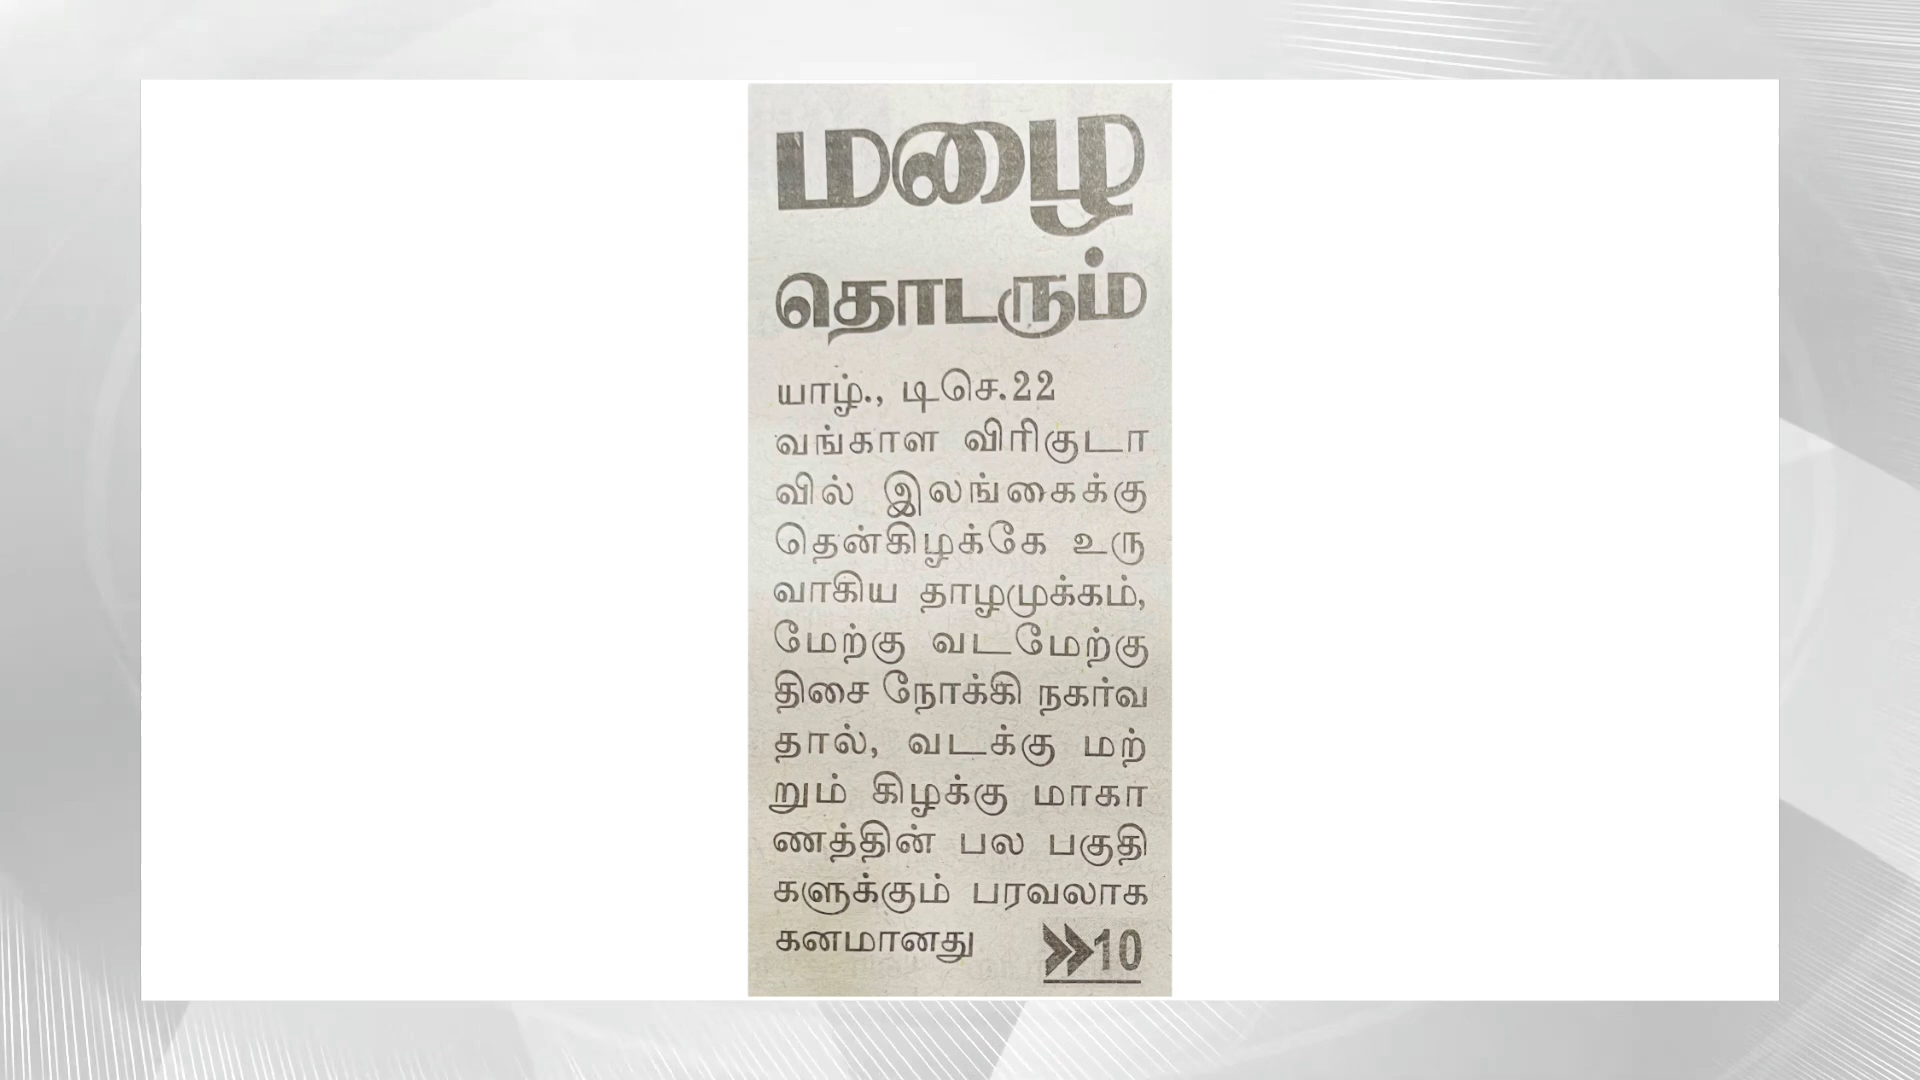 மழை
தொடரும்
யாழ்., டிசெ.22
வங்காள விரிகுடா
வில் இலங்கைக்கு
தென்கிழக்கே உரு
வாகிய தாழமுக்கம்,
மேற்கு வடமேற்கு
திசை நோக்கி நகர்வ
தால், வடக்கு மற்
றும் கிழக்கு மாகா
ணத்தின் பல பகுதி
களுக்கும் பரவலாக
கனமானது »10